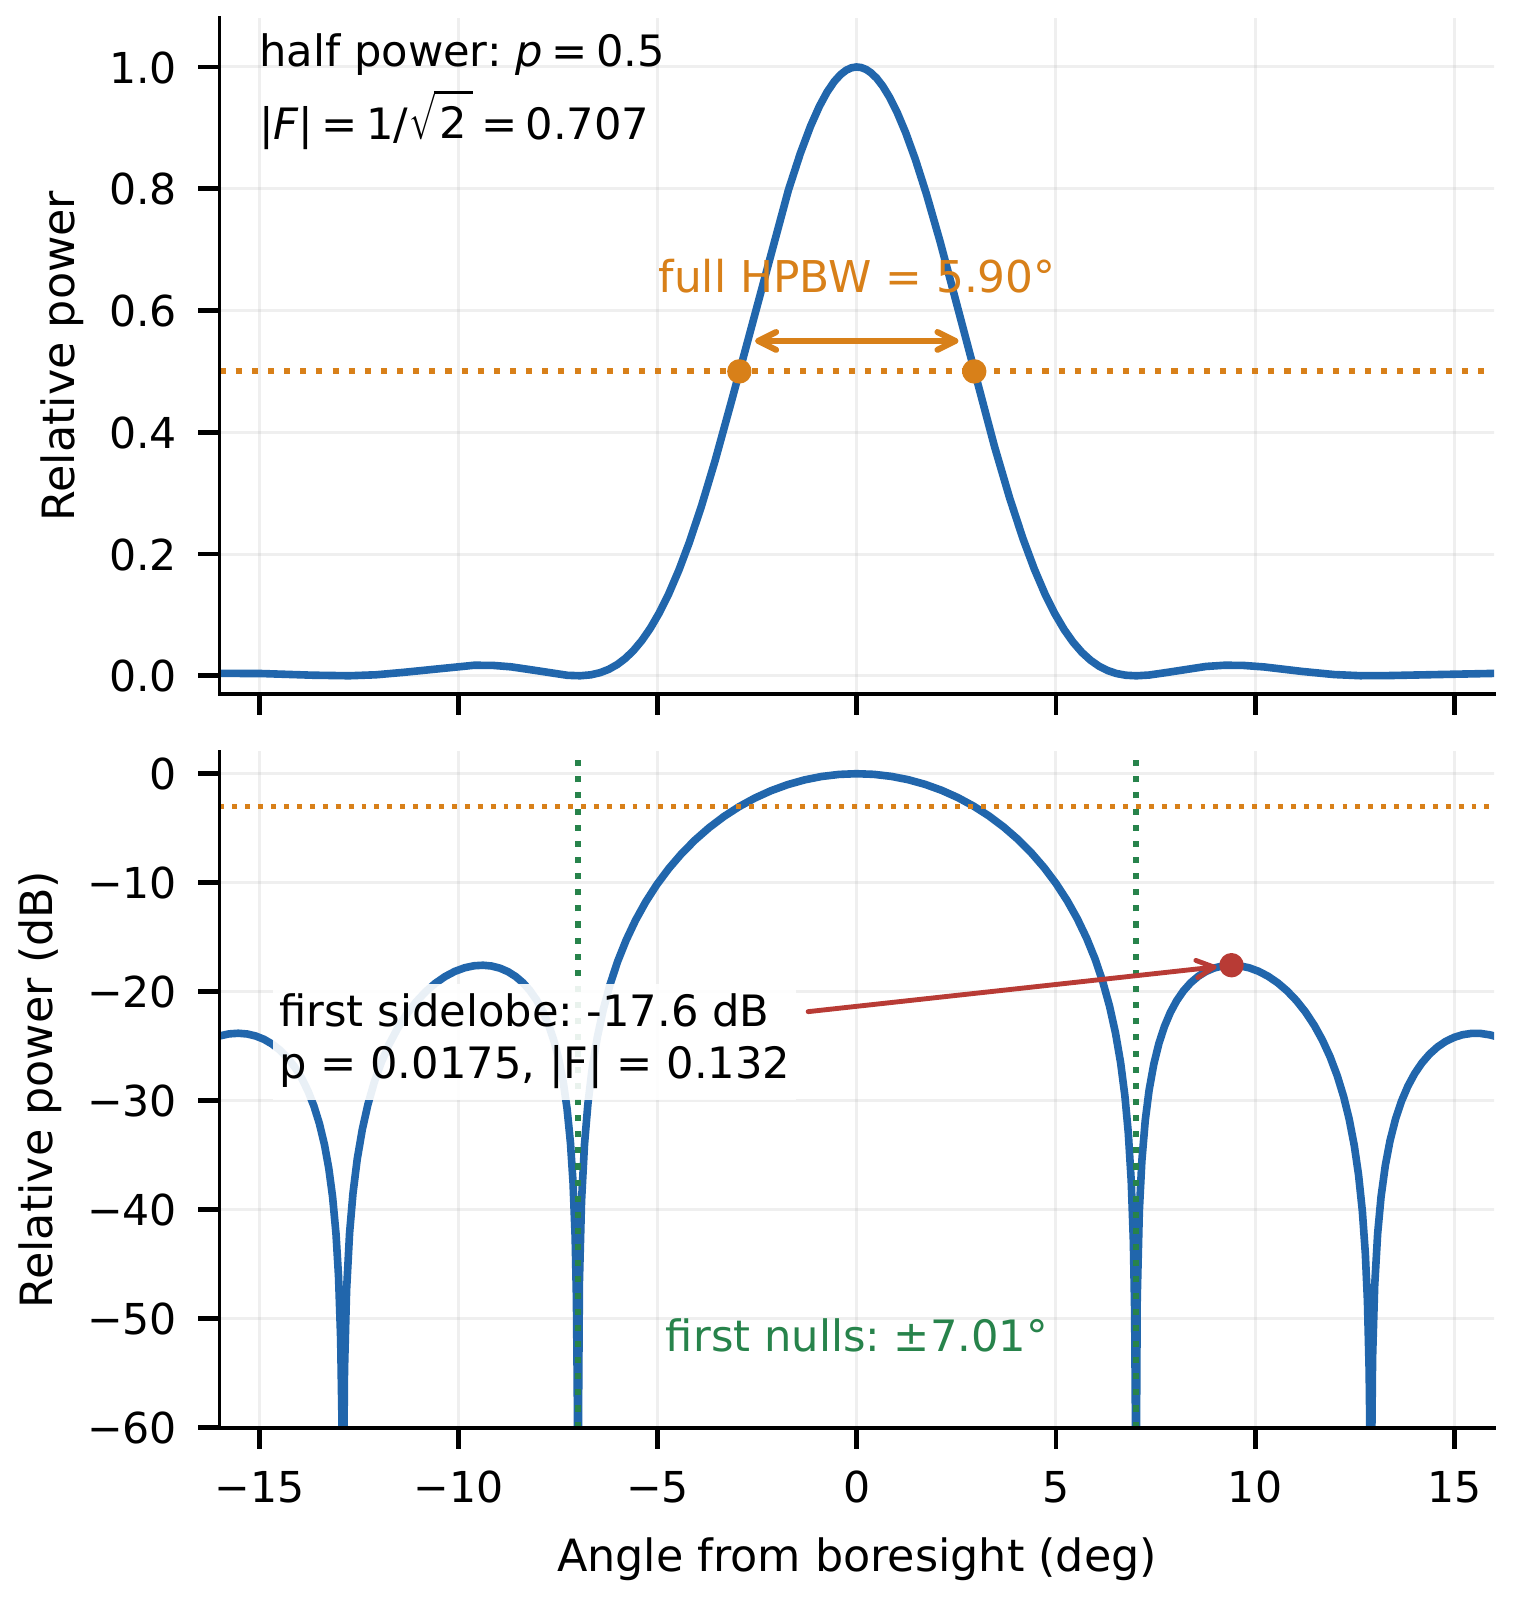 half power: p = 0.5
|F| = 1/√2 = 0.707
full HPBW = 5.90°
Relative power
1.0
0.8
0.6
0.4
0.2
0.0
Relative power (dB)
0
−10
−20
−30
−40
−50
−60
first sidelobe: -17.6 dB
p = 0.0175, |F| = 0.132
first nulls: ±7.01°
−15 −10 −5 0 5 10 15
Angle from boresight (deg)